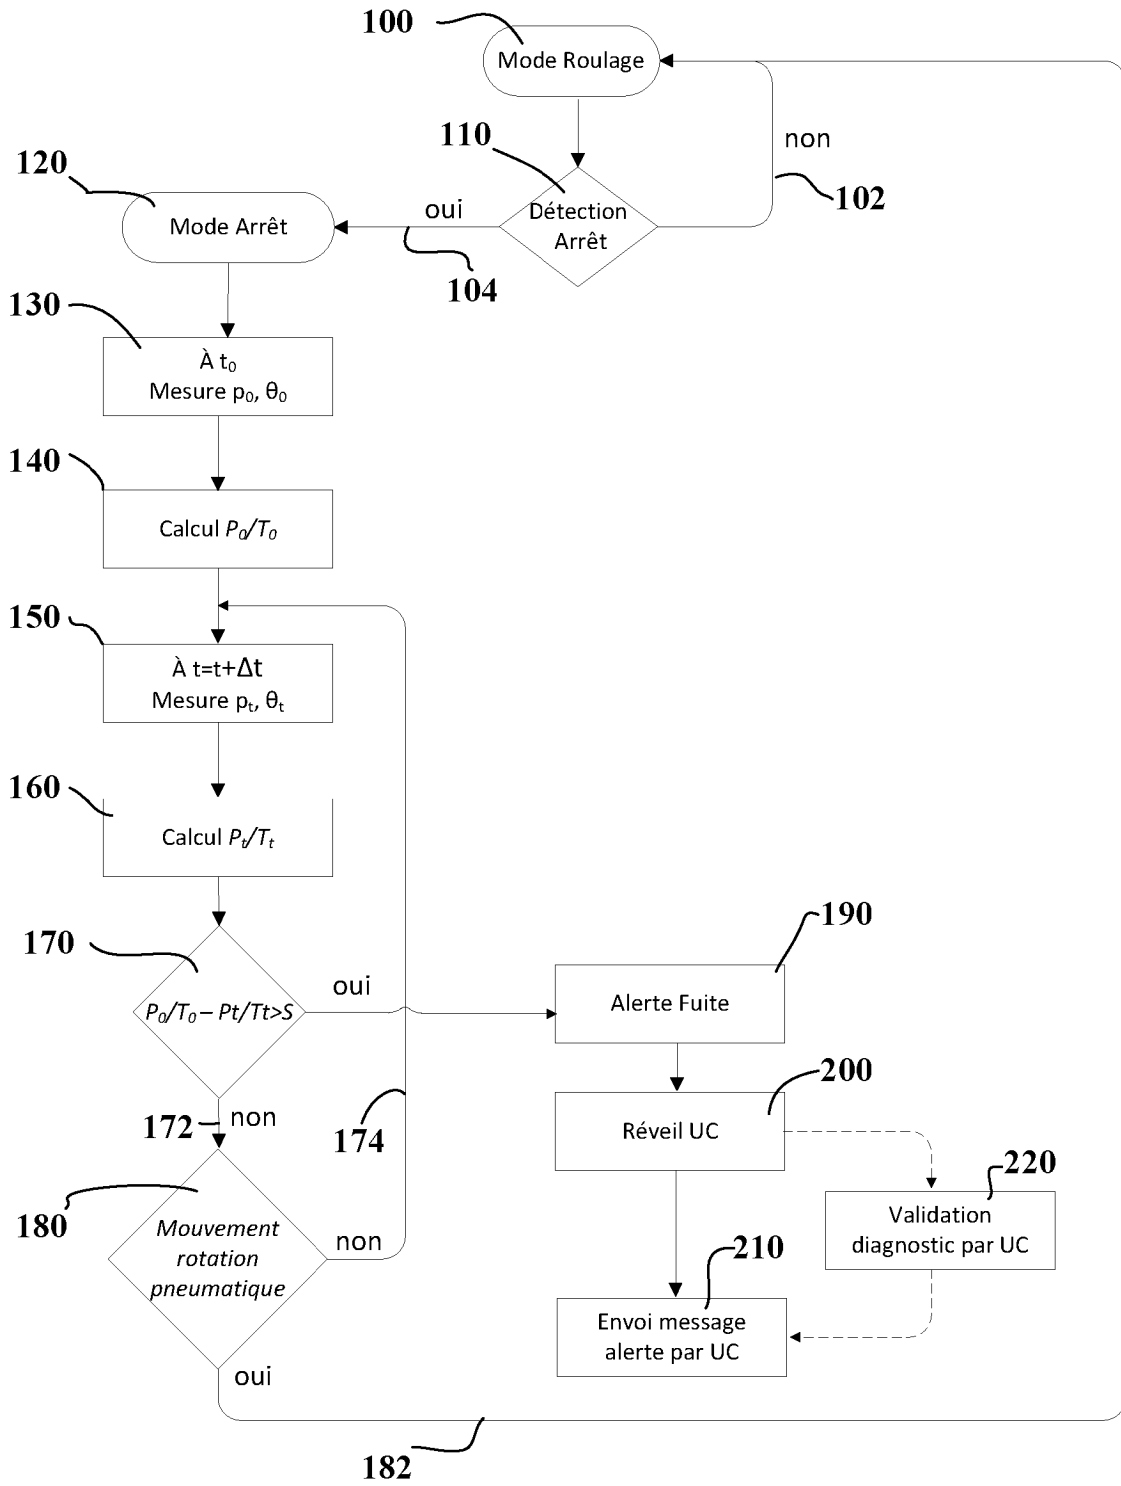 100
Mode Roulage
110
non
120
oui
Détection
Arrêt
102
Mode Arrêt
104
130
À t₀
Mesure p₀, θ₀
140
Calcul P₀/T₀
150
À t=t+Δt
Mesure pₜ, θₜ
160
Calcul Pₜ/Tₜ
190
170
oui
P₀/T₀ – Pt/Tt>S
Alerte Fuite
200
172
non
174
Réveil UC
220
180
Mouvement
rotation
pneumatique
non
Validation
diagnostic par UC
210
Envoi message
alerte par UC
oui
182